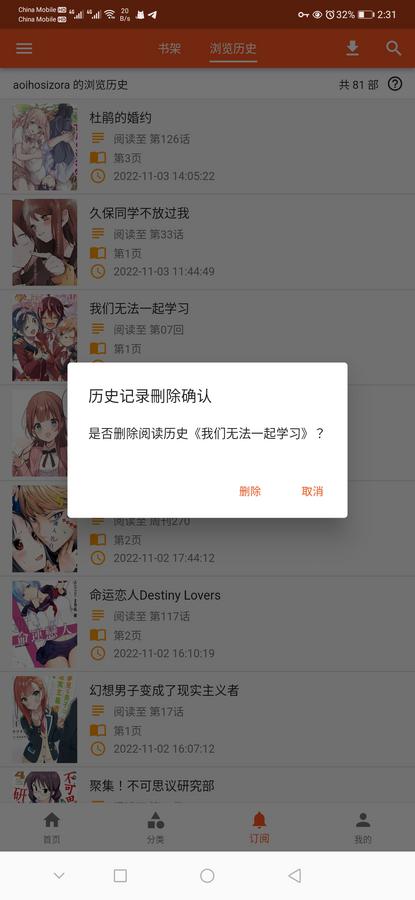 China Mobile HD
China Mobile HD
4G
4G
20
B/s
32%
2:31
书架
浏览历史
aoihosizora 的浏览历史
共 81 部
杜鹃的婚约
阅读至 第126话
第3页
2022-11-03 14:05:22
久保同学不放过我
阅读至 第33话
第1页
2022-11-03 11:44:49
我们无法一起学习
阅读至 第07回
第1页
历史记录删除确认
是否删除阅读历史《我们无法一起学习》？
删除
取消
阅读至 周刊270
第2页
2022-11-02 17:44:12
命运恋人Destiny Lovers
阅读至 第117话
第2页
2022-11-02 16:10:19
幻想男子变成了现实主义者
阅读至 第17话
第1页
2022-11-02 16:07:12
聚集！不可思议研究部
首页
分类
订阅
我的